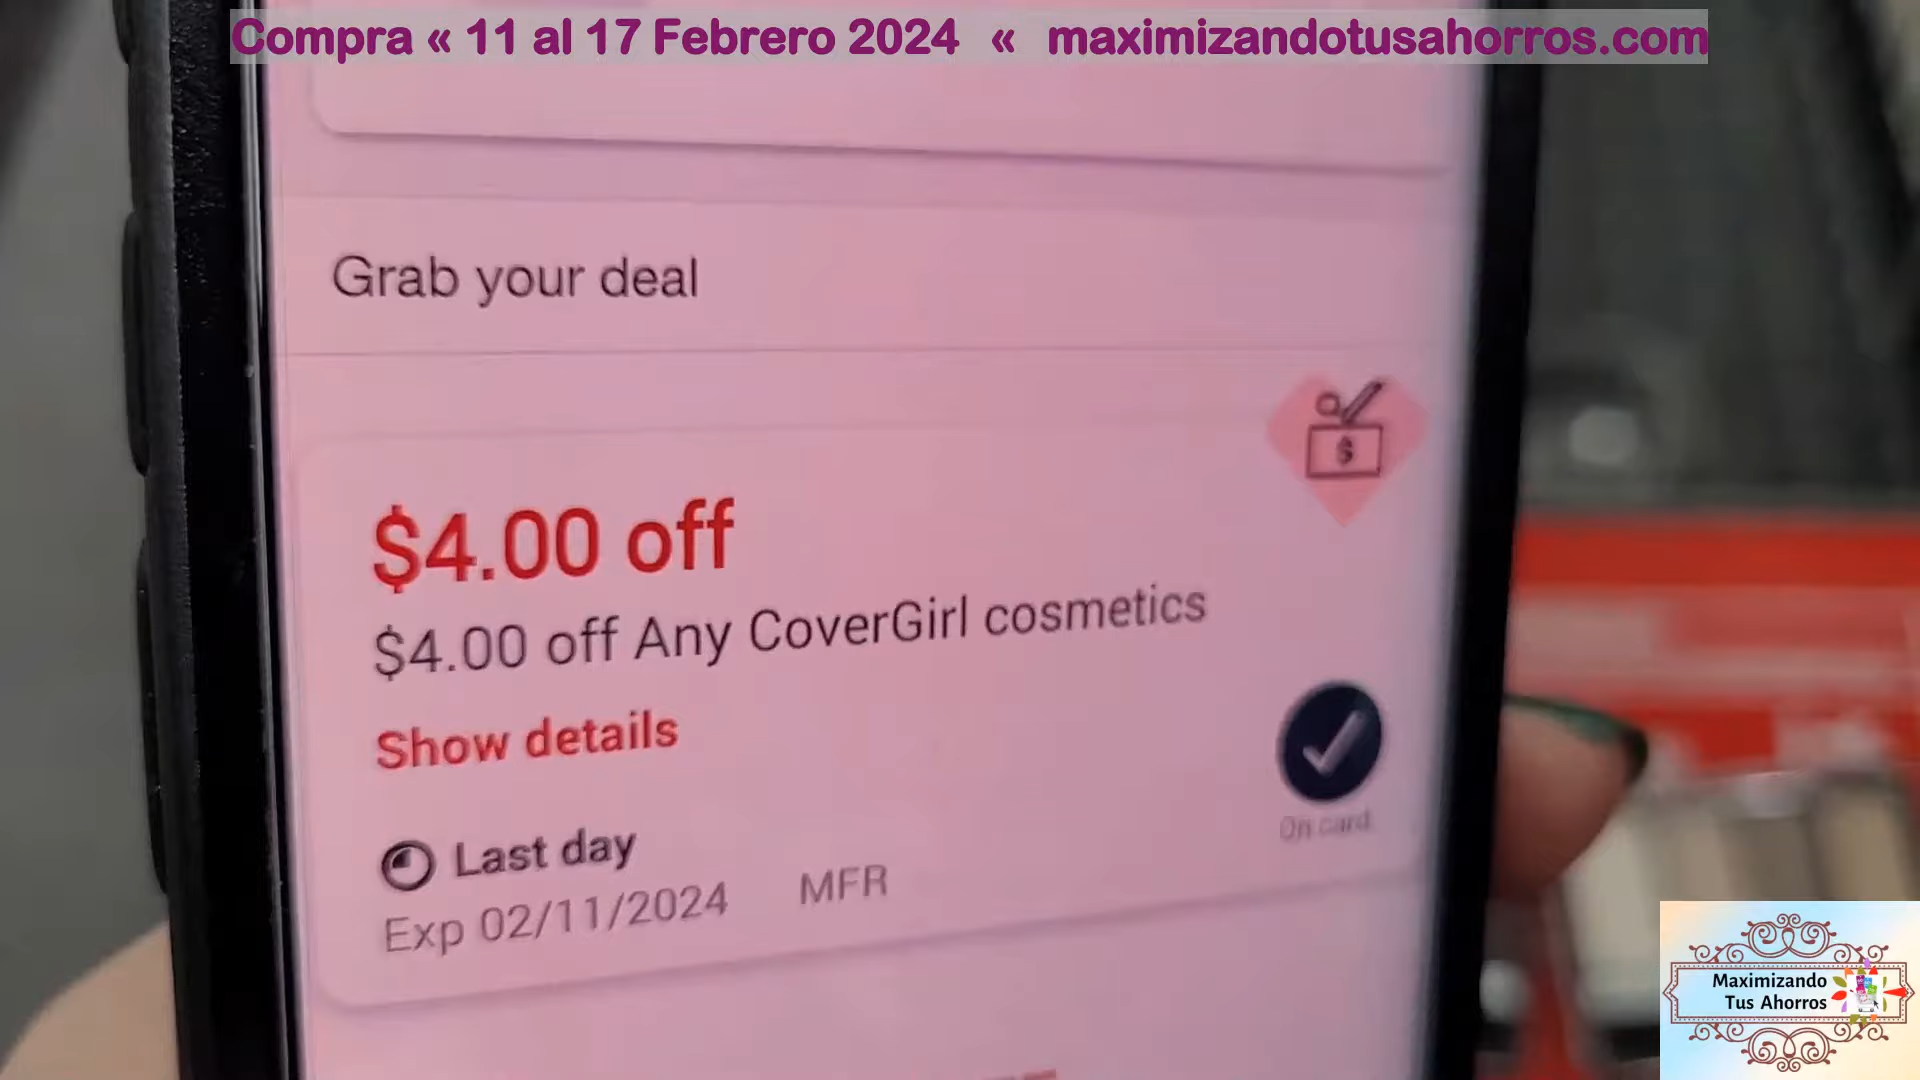 Compra « 11 al 17 Febrero 2024 « maximizandotusahorros.com
Grab your deal
$
$4.00 off
$4.00 off Any CoverGirl cosmetics
Show details
On card
Last day
Exp 02/11/2024 MFR
Maximizando
Tus Ahorros